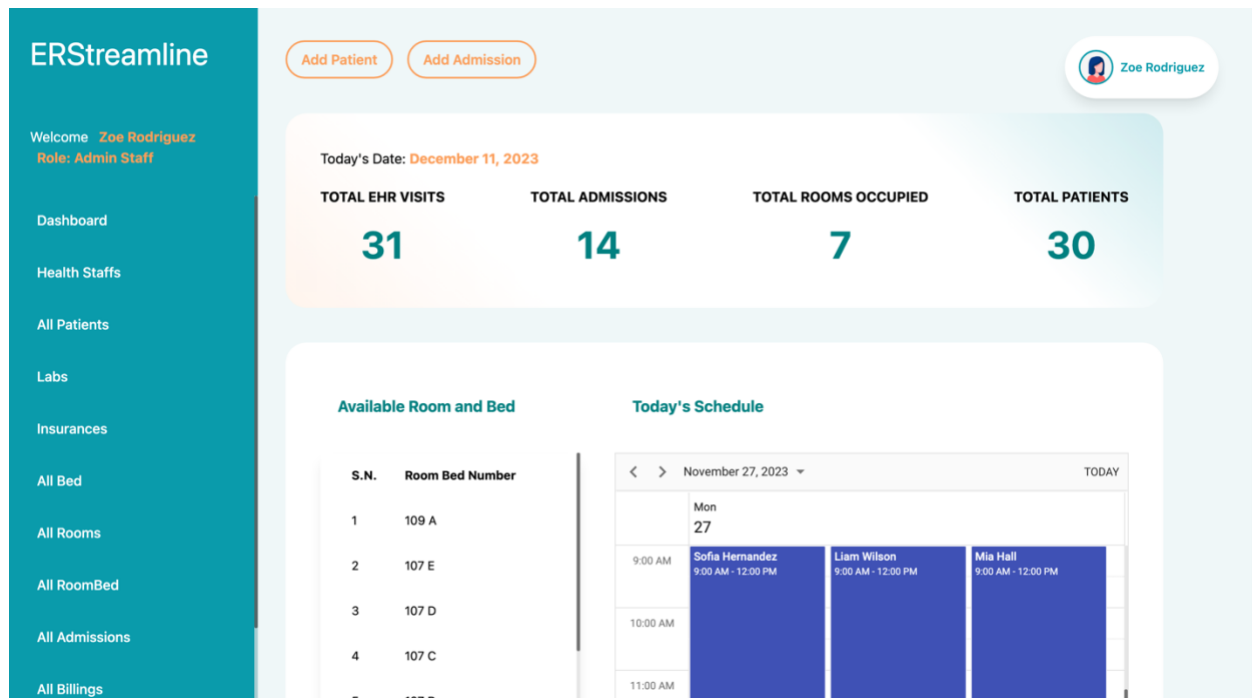 ERStreamline
Welcome Zoe Rodriguez
Role: Admin Staff
Dashboard
Health Staffs
All Patients
Labs
Insurances
All Bed
All Rooms
All RoomBed
All Admissions
All Billings
Add Patient
Add Admission
Zoe Rodriguez
Today's Date: December 11, 2023
TOTAL EHR VISITS
TOTAL ADMISSIONS
TOTAL ROOMS OCCUPIED
TOTAL PATIENTS
31
14
7
30
Available Room and Bed
S.N. Room Bed Number
1 109 A
2 107 E
3 107 D
4 107 C
Today's Schedule
November 27, 2023
TODAY
Mon
27
9:00 AM
Sofia Hernandez
9:00 AM - 12:00 PM
Liam Wilson
9:00 AM - 12:00 PM
Mia Hall
9:00 AM - 12:00 PM
10:00 AM
11:00 AM